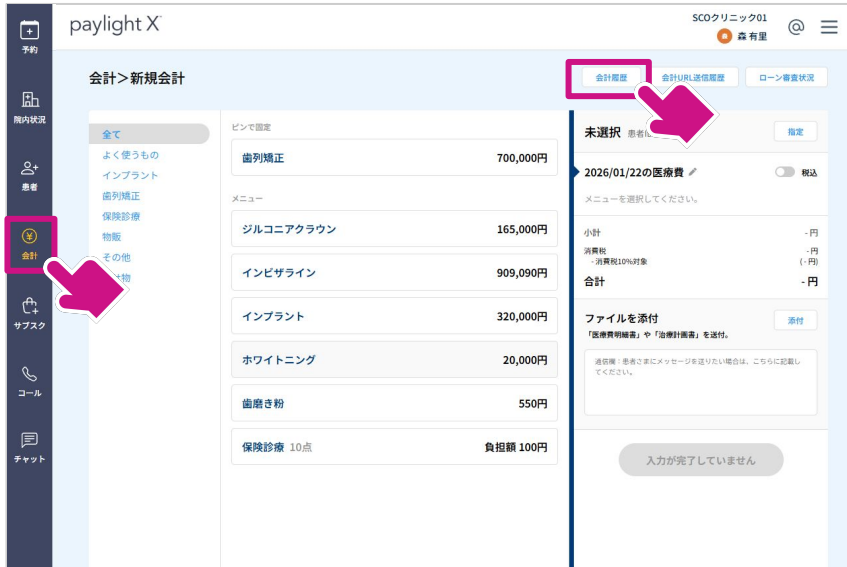 paylight X
SCOクリニック01
森 有里
予約
院内状況
患者
会計
サブスク
コール
チャット
会計＞新規会計
会計履歴
会計URL送信履歴
ローン審査状況
全て
よく使うもの
インプラント
歯列矯正
保険診療
物販
その他
ピンで固定
歯列矯正
700,000円
メニュー
ジルコニアクラウン
165,000円
インビザライン
909,090円
インプラント
320,000円
ホワイトニング
20,000円
歯磨き粉
550円
保険診療 10点
負担額 100円
未選択
指定
2026/01/22の医療費
税込
メニューを選択してください。
小計
- 円
消費税
- 円
- 消費税10%対象
(- 円)
合計
- 円
ファイルを添付
添付
「医療費明細書」や「治療計画書」を送付。
通信欄：患者さまにメッセージを送りたい場合は、こちらに記載し
てください。
入力が完了していません